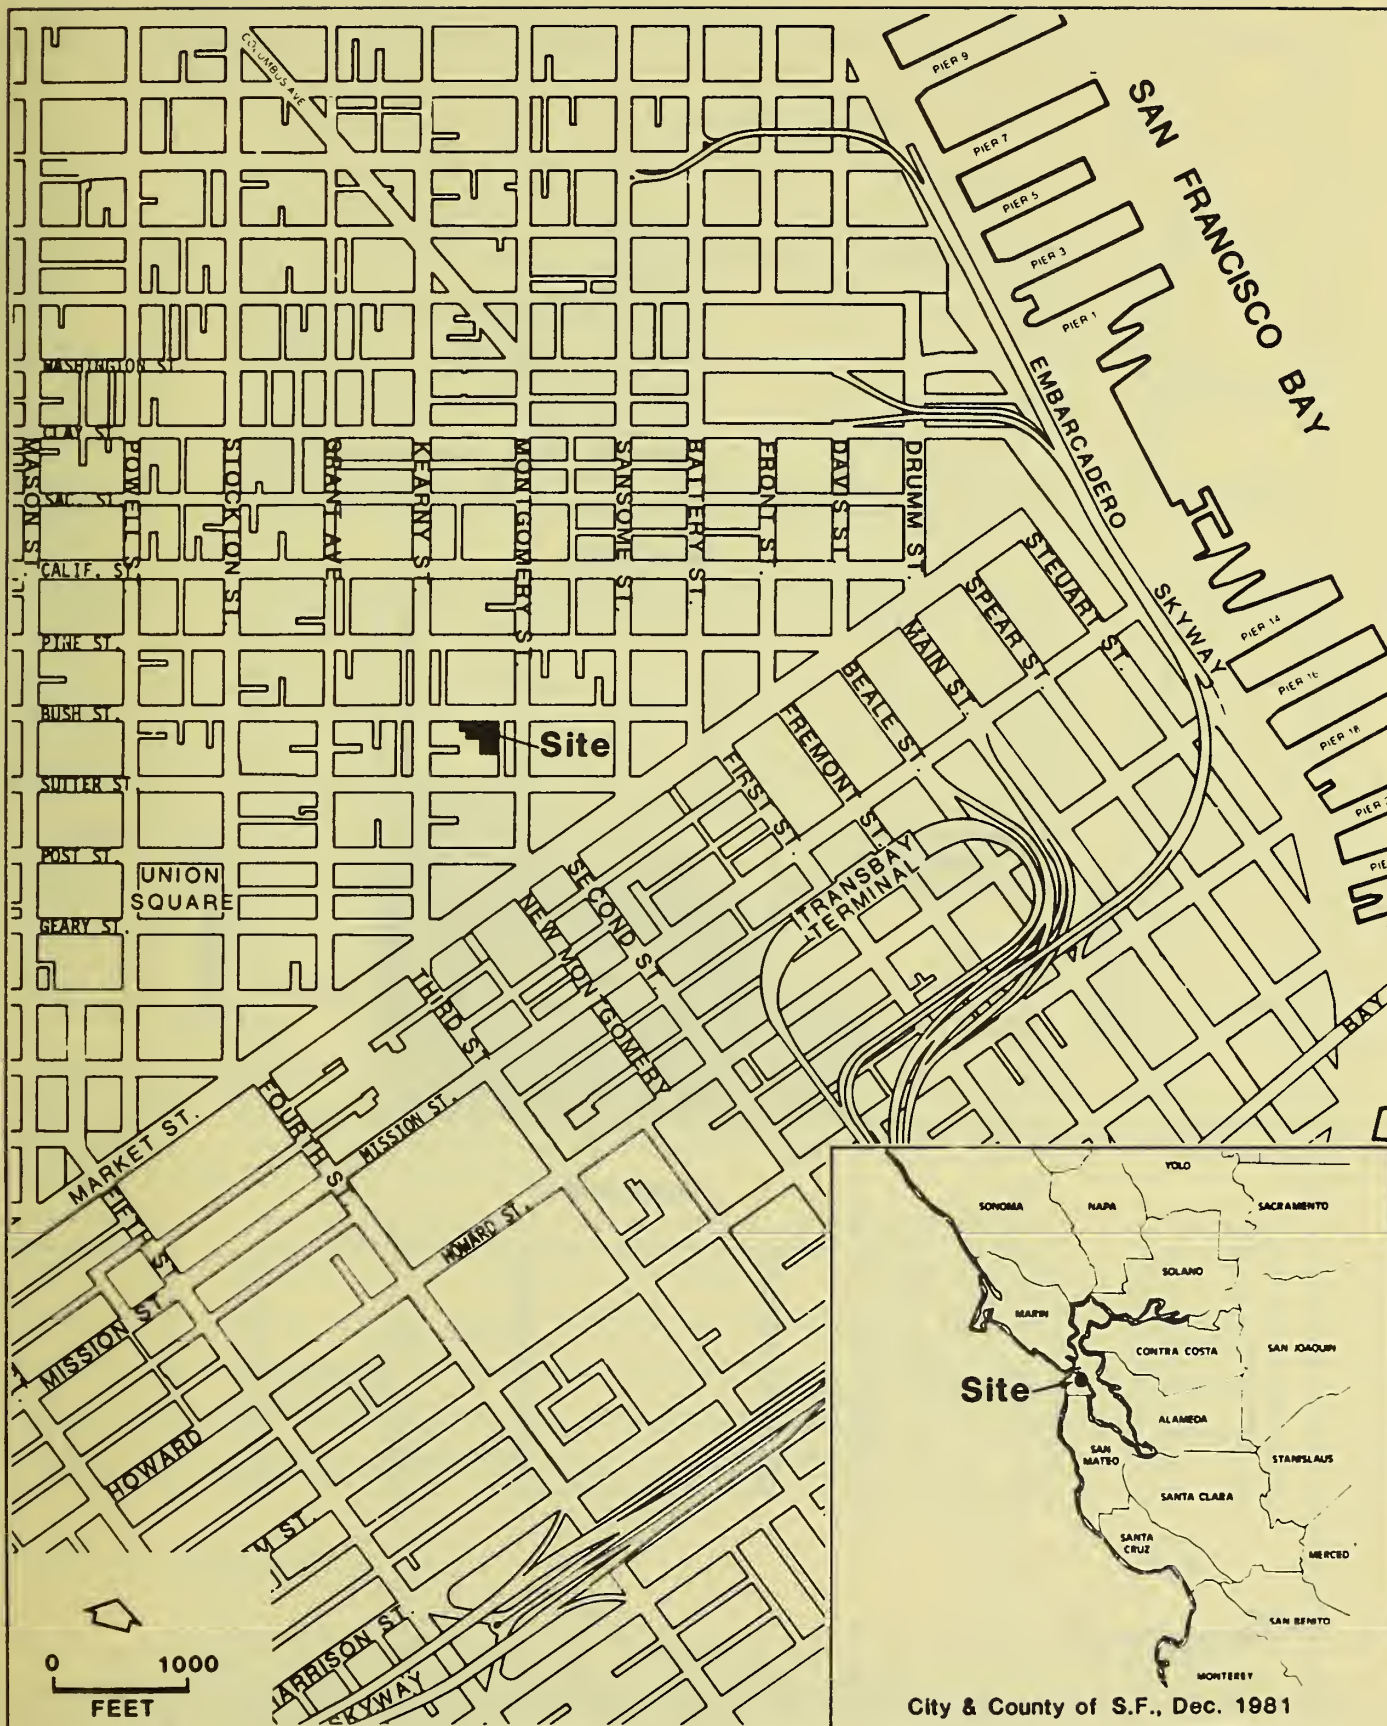 COLUMBUS AVE
PIER 9
PIER 7
PIER 5
PIER 3
PIER 1
SAN FRANCISCO BAY
EMBARCADERO SKYWAY
WASHINGTON ST.
CLAY ST.
SAC. ST.
CALIF. ST.
PINE ST.
BUSH ST.
SUTTER ST.
POST ST.
GEARY ST.
MASON ST.
POWELL ST.
STOCKTON ST.
GRANT AVE.
KEARNY ST.
MONTGOMERY ST.
SANSOME ST.
BATTERY ST.
FRONT ST.
DAVIS ST.
DRUMM ST.
STEUART ST.
SPEAR ST.
MAIN ST.
BEALE ST.
FREMONT ST.
FIRST ST.
SECOND ST.
NEW MONTGOMERY
THIRD ST.
FOURTH S
FIFTH ST
PIER 14
PIER 16
PIER 18
PIER
PIE
Site
UNION
SQUARE
TRANSBAY
TERMINAL
BAY
MARKET ST.
MISSION ST.
HOWARD ST.
MISSION ST
HOWARD
M ST.
HARRISON ST.
SKYWAY
0 1000
FEET
YOLO
SONOMA
NAPA
SACRAMENTO
SOLANO
MARIN
CONTRA COSTA
SAN JOAQUIN
Site
ALAMEDA
SAN
MATEO
STANISLAUS
SANTA CLARA
SANTA
CRUZ
MERCED
SAN BENITO
MONTEREY
City & County of S.F., Dec. 1981